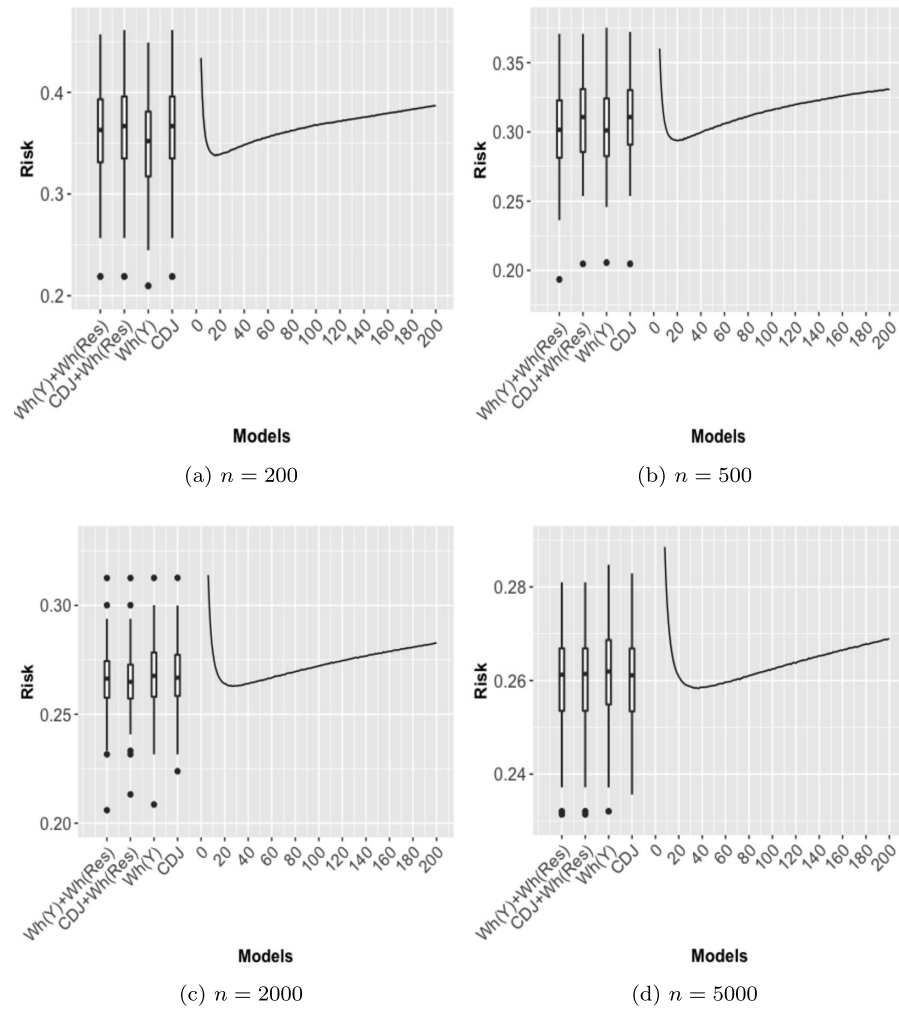 Risk
0.4
0.3
0.2
Wh(Y)+Wh(Res)
CDJ+Wh(Res)
Wh(Y)
CDJ
0 20 40 60 80 100 120 140 160 180 200
Models
(a) n = 200
Risk
0.35
0.30
0.25
0.20
Wh(Y)+Wh(Res)
CDJ+Wh(Res)
Wh(Y)
CDJ
0 20 40 60 80 100 120 140 160 180 200
Models
(b) n = 500
Risk
0.30
0.25
0.20
Wh(Y)+Wh(Res)
CDJ+Wh(Res)
Wh(Y)
CDJ
0 20 40 60 80 100 120 140 160 180 200
Models
(c) n = 2000
Risk
0.28
0.26
0.24
Wh(Y)+Wh(Res)
CDJ+Wh(Res)
Wh(Y)
CDJ
0 20 40 60 80 100 120 140 160 180 200
Models
(d) n = 5000